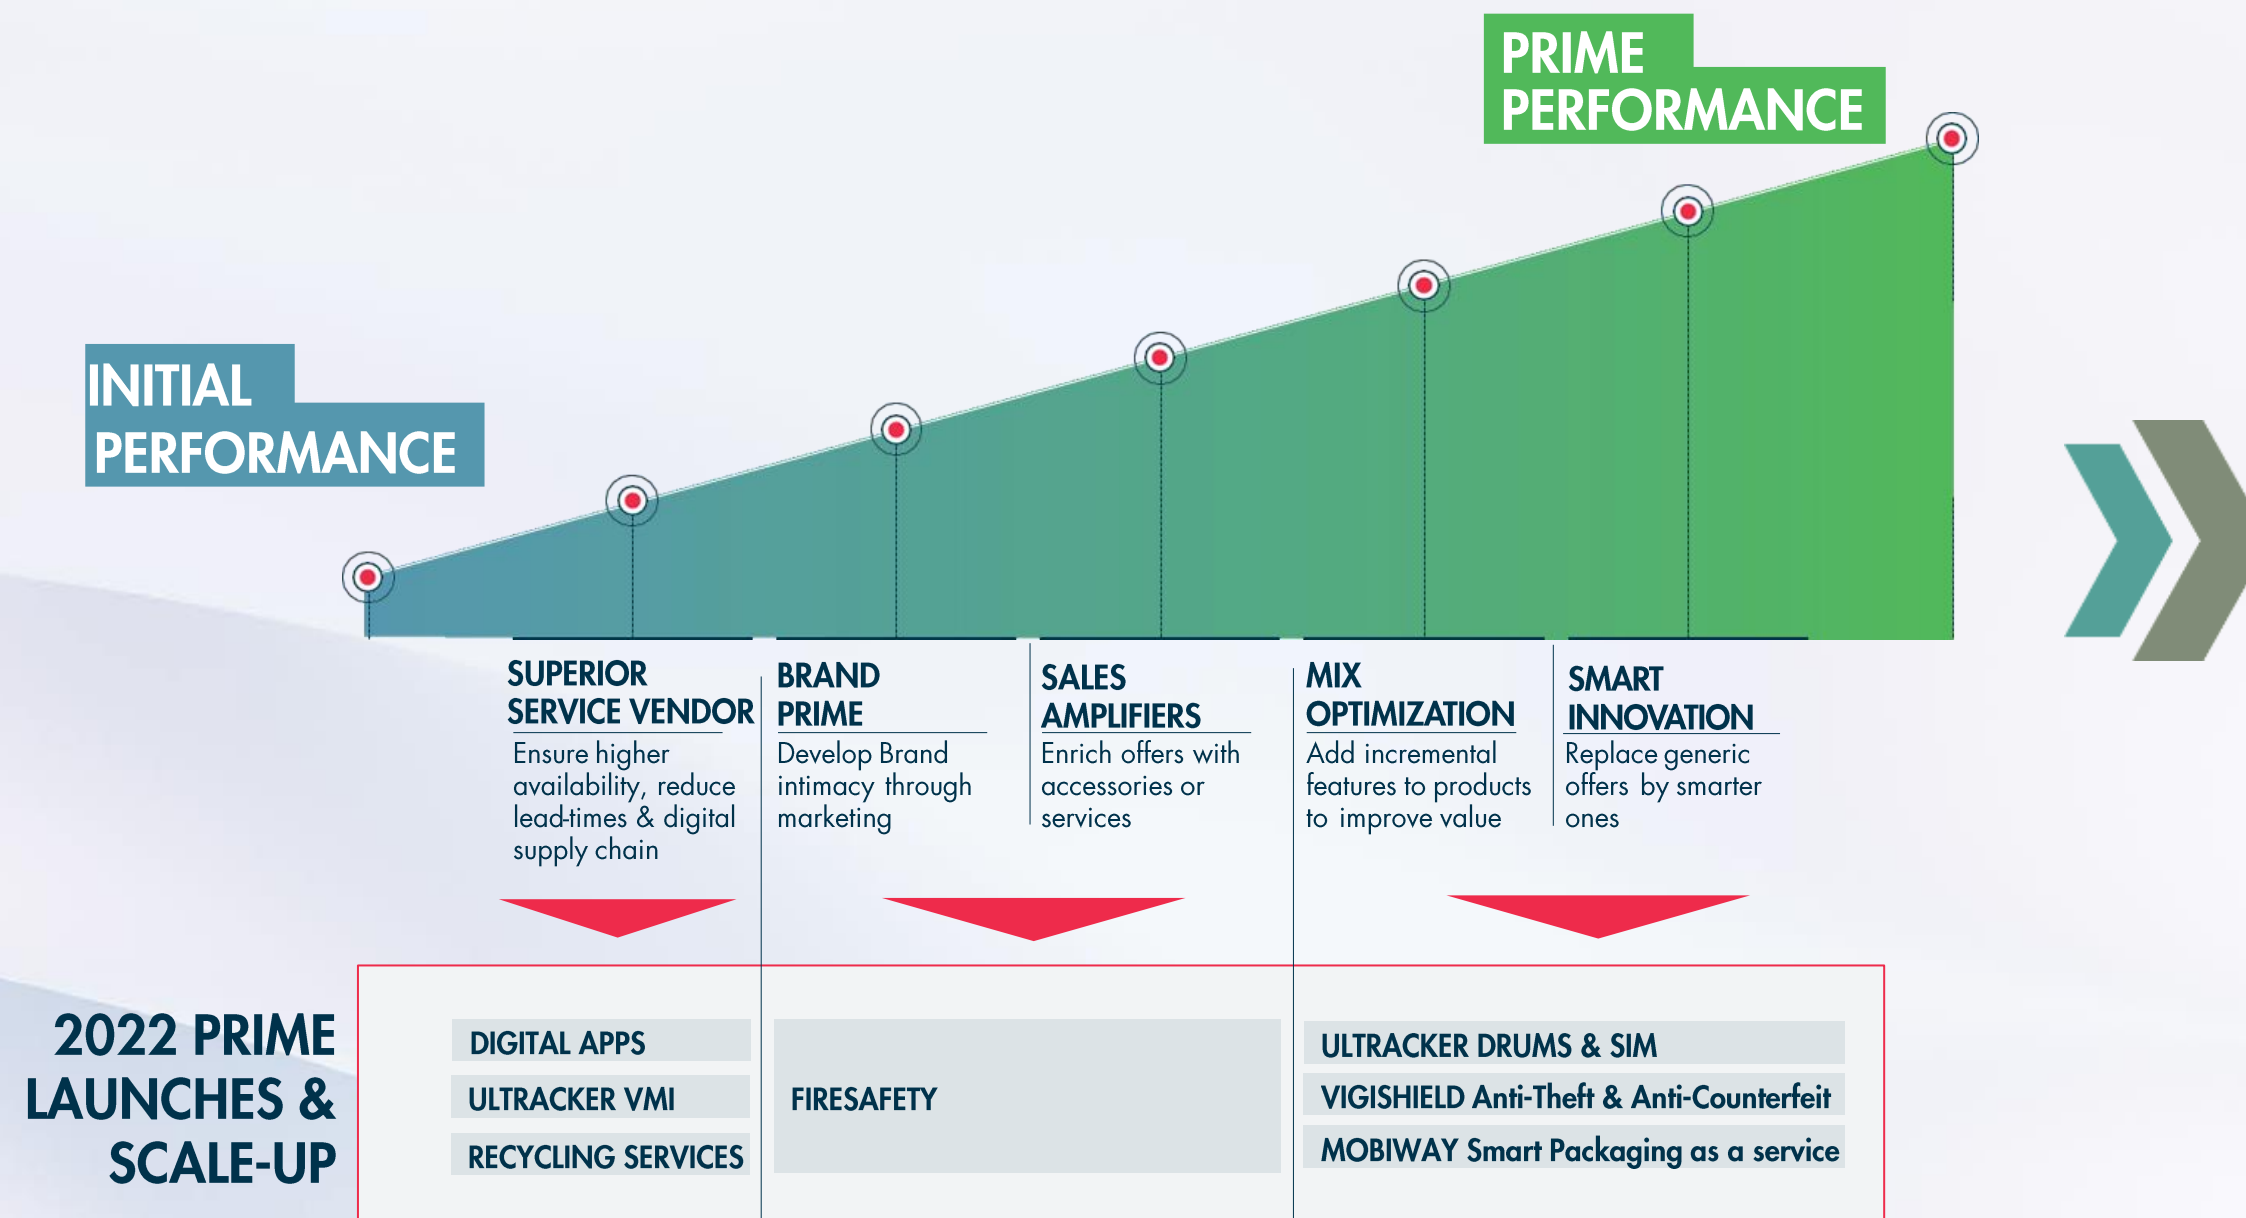 PRIME
PERFORMANCE
INITIAL
PERFORMANCE
SUPERIOR
SERVICE VENDOR
Ensure higher
availability, reduce
lead-times & digital
supply chain
BRAND
PRIME
Develop Brand
intimacy through
marketing
SALES
AMPLIFIERS
Enrich offers with
accessories or
services
MIX
OPTIMIZATION
Add incremental
features to products
to improve value
SMART
INNOVATION
Replace generic
offers by smarter
ones
2022 PRIME
LAUNCHES &
SCALE-UP
DIGITAL APPS
ULTRACKER VMI
RECYCLING SERVICES
FIRESAFETY
ULTRACKER DRUMS & SIM
VIGISHIELD Anti-Theft & Anti-Counterfeit
MOBIWAY Smart Packaging as a service